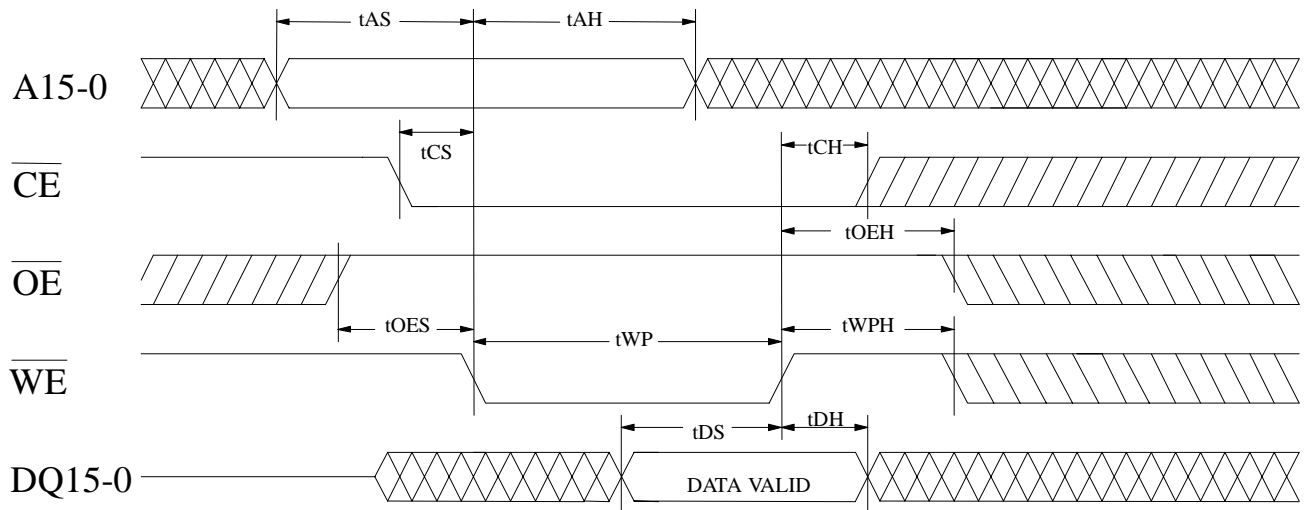 tAS tAH
A15-0
tCS tCH
CE
tOEH
OE
tOES tWP tWPH
WE
tDS tDH
DQ15-0 DATA VALID